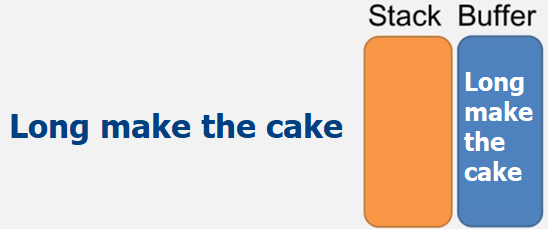 Stack Buffer
Long make the cake
Long
make
the
cake